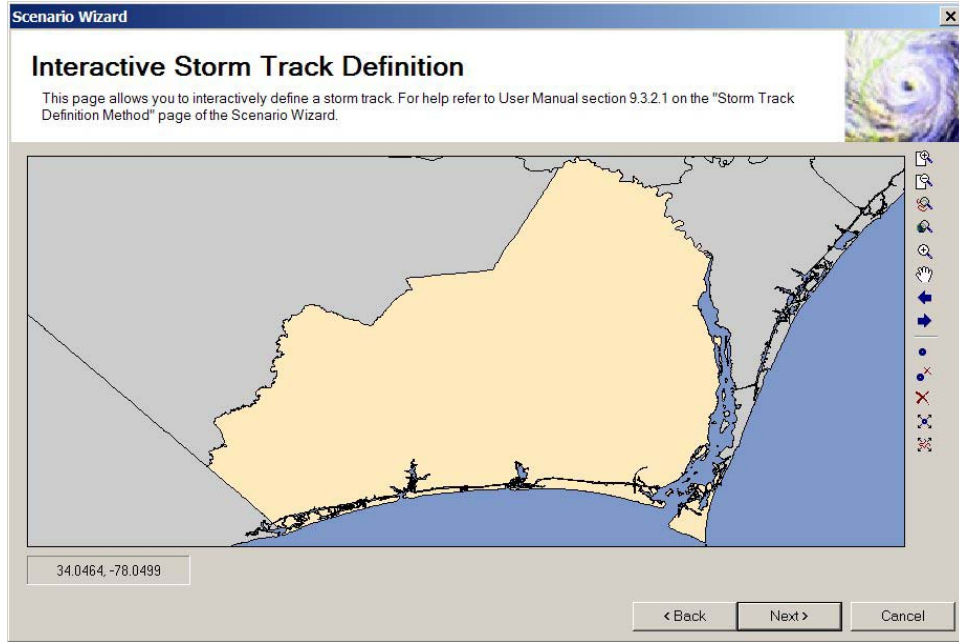 Scenario Wizard
Interactive Storm Track Definition
This page allows you to interactively define a storm track. For help refer to User Manual section 9.3.2.1 on the "Storm Track
Definition Method" page of the Scenario Wizard.
34.0464, -78.0499
< Back
Next >
Cancel